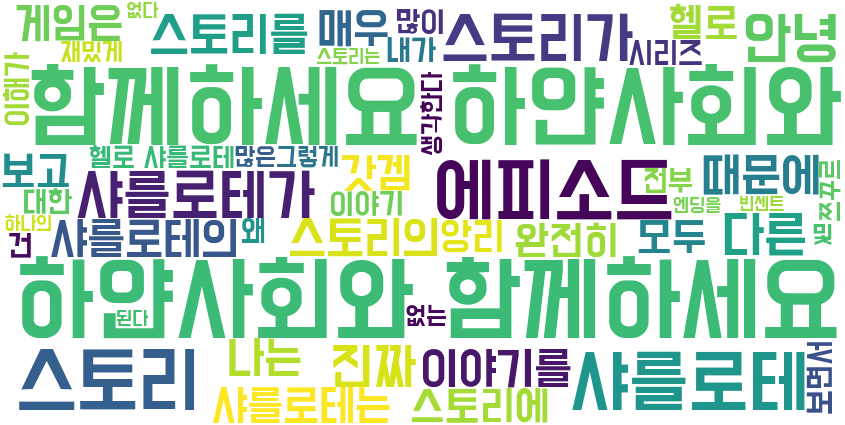 게임은 없다 스토리를 매우 많이 스토리가 헬로 안녕
재밌게 스토리는 내가 시리즈
이해가 함께하세요 생각한다 하얀사회와
보고 헬로 샤를로테 많은 그렇게 갓겜 에피소드 전부 때문에 밑쯔꾸르
대한 샤를로테가 이야기 엔딩을 빈센트
하나의 건 샤를로테의 왜 스토리의 앙리 완전히 모두 다른
하얀사회와 된다 없는 함께하세요
스토리 나는 진짜 이야기를 샤를로테 보면서
샤를로테는 스토리에